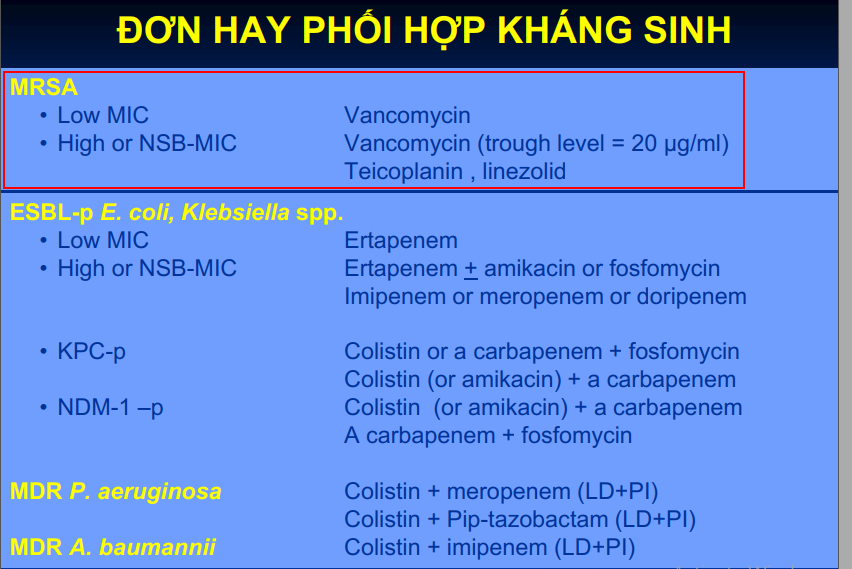 ĐƠN HAY PHỐI HỢP KHÁNG SINH
MRSA
• Low MIC Vancomycin
• High or NSB-MIC Vancomycin (trough level = 20 µg/ml)
Teicoplanin , linezolid
ESBL-p E. coli, Klebsiella spp.
• Low MIC Ertapenem
• High or NSB-MIC Ertapenem + amikacin or fosfomycin
Imipenem or meropenem or doripenem
• KPC-p Colistin or a carbapenem + fosfomycin
Colistin (or amikacin) + a carbapenem
• NDM-1 –p Colistin (or amikacin) + a carbapenem
A carbapenem + fosfomycin
MDR P. aeruginosa Colistin + meropenem (LD+PI)
Colistin + Pip-tazobactam (LD+PI)
MDR A. baumannii Colistin + imipenem (LD+PI)